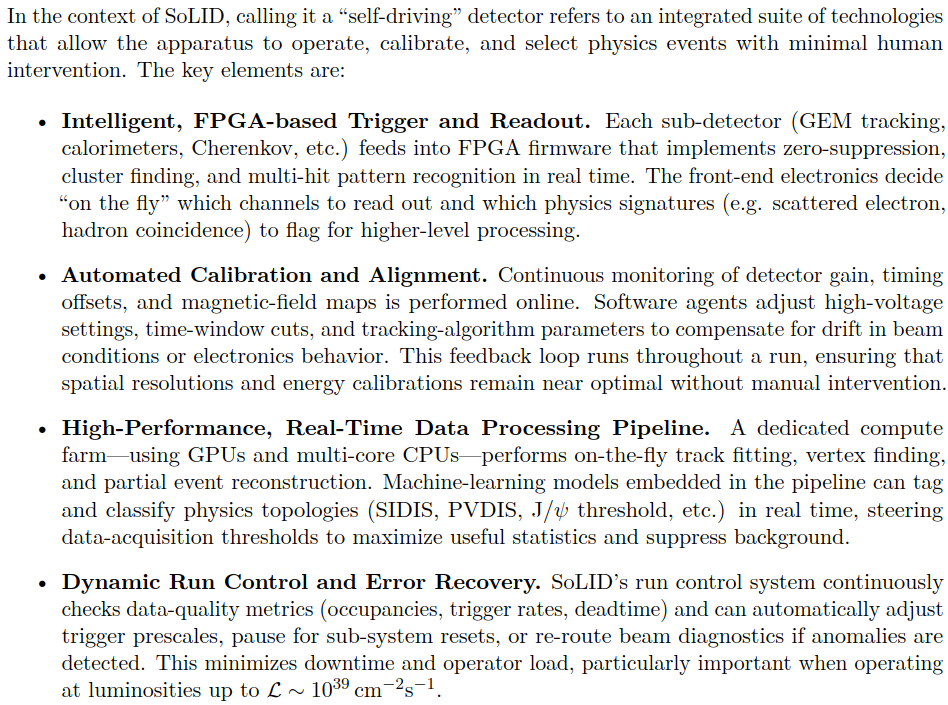 In the context of SoLID, calling it a “self-driving” detector refers to an integrated suite of technologies
that allow the apparatus to operate, calibrate, and select physics events with minimal human
intervention. The key elements are:
• Intelligent, FPGA-based Trigger and Readout. Each sub-detector (GEM tracking,
calorimeters, Cherenkov, etc.) feeds into FPGA firmware that implements zero-suppression,
cluster finding, and multi-hit pattern recognition in real time. The front-end electronics decide
“on the fly” which channels to read out and which physics signatures (e.g. scattered electron,
hadron coincidence) to flag for higher-level processing.
• Automated Calibration and Alignment. Continuous monitoring of detector gain, timing
offsets, and magnetic-field maps is performed online. Software agents adjust high-voltage
settings, time-window cuts, and tracking-algorithm parameters to compensate for drift in beam
conditions or electronics behavior. This feedback loop runs throughout a run, ensuring that
spatial resolutions and energy calibrations remain near optimal without manual intervention.
• High-Performance, Real-Time Data Processing Pipeline. A dedicated compute
farm—using GPUs and multi-core CPUs—performs on-the-fly track fitting, vertex finding,
and partial event reconstruction. Machine-learning models embedded in the pipeline can tag
and classify physics topologies (SIDIS, PVDIS, J/ψ threshold, etc.) in real time, steering
data-acquisition thresholds to maximize useful statistics and suppress background.
• Dynamic Run Control and Error Recovery. SoLID’s run control system continuously
checks data-quality metrics (occupancies, trigger rates, deadtime) and can automatically adjust
trigger prescales, pause for sub-system resets, or re-route beam diagnostics if anomalies are
detected. This minimizes downtime and operator load, particularly important when operating
at luminosities up to ℒ ∼ 10³⁹ cm⁻²s⁻¹.